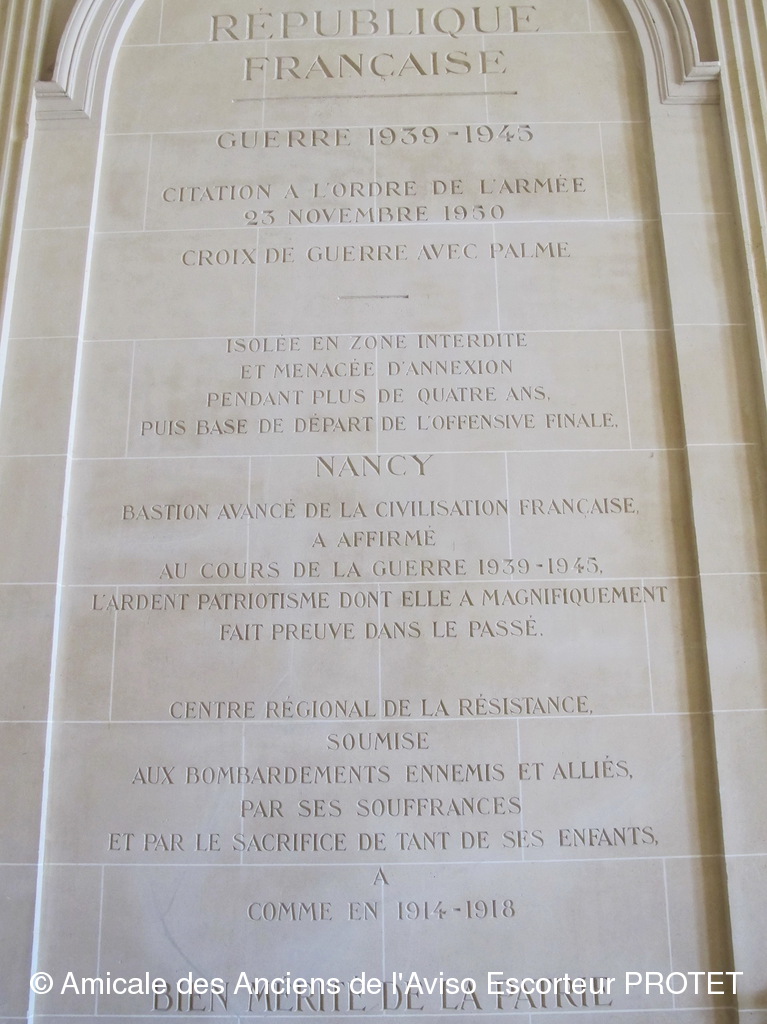 RÉPUBLIQUE
FRANÇAISE
GUERRE 1939-1945
CITATION A L'ORDRE DE L'ARMÉE
23 NOVEMBRE 1950
CROIX DE GUERRE AVEC PALME
ISOLÉE EN ZONE INTERDITE
ET MENACÉE D'ANNEXION
PENDANT PLUS DE QUATRE ANS,
PUIS BASE DE DÉPART DE L'OFFENSIVE FINALE,
NANCY
BASTION AVANCÉ DE LA CIVILISATION FRANÇAISE,
A AFFIRMÉ
AU COURS DE LA GUERRE 1939-1945,
L'ARDENT PATRIOTISME DONT ELLE A MAGNIFIQUEMENT
FAIT PREUVE DANS LE PASSÉ.
CENTRE RÉGIONAL DE LA RÉSISTANCE,
SOUMISE
AUX BOMBARDEMENTS ENNEMIS ET ALLIÉS,
PAR SES SOUFFRANCES
ET PAR LE SACRIFICE DE TANT DE SES ENFANTS,
A
COMME EN 1914-1918
© Amicale des Anciens de l'Aviso Escorteur PROTET
BIEN MÉRITÉ DE LA PATRIE